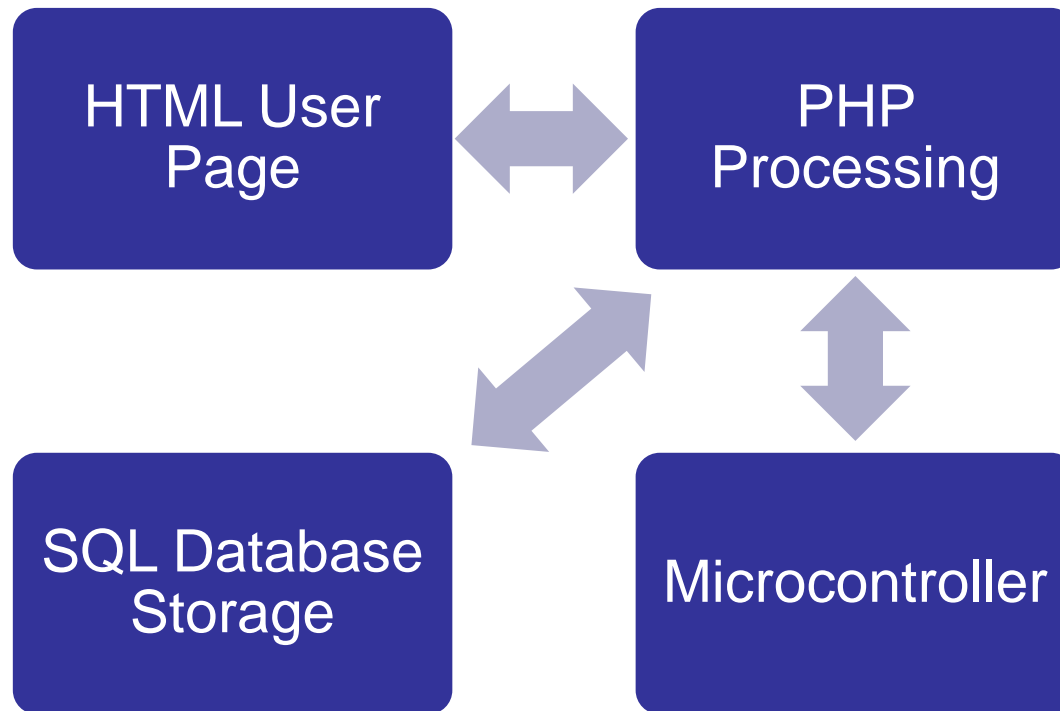 HTML User
Page
PHP
Processing
SQL Database
Storage
Microcontroller